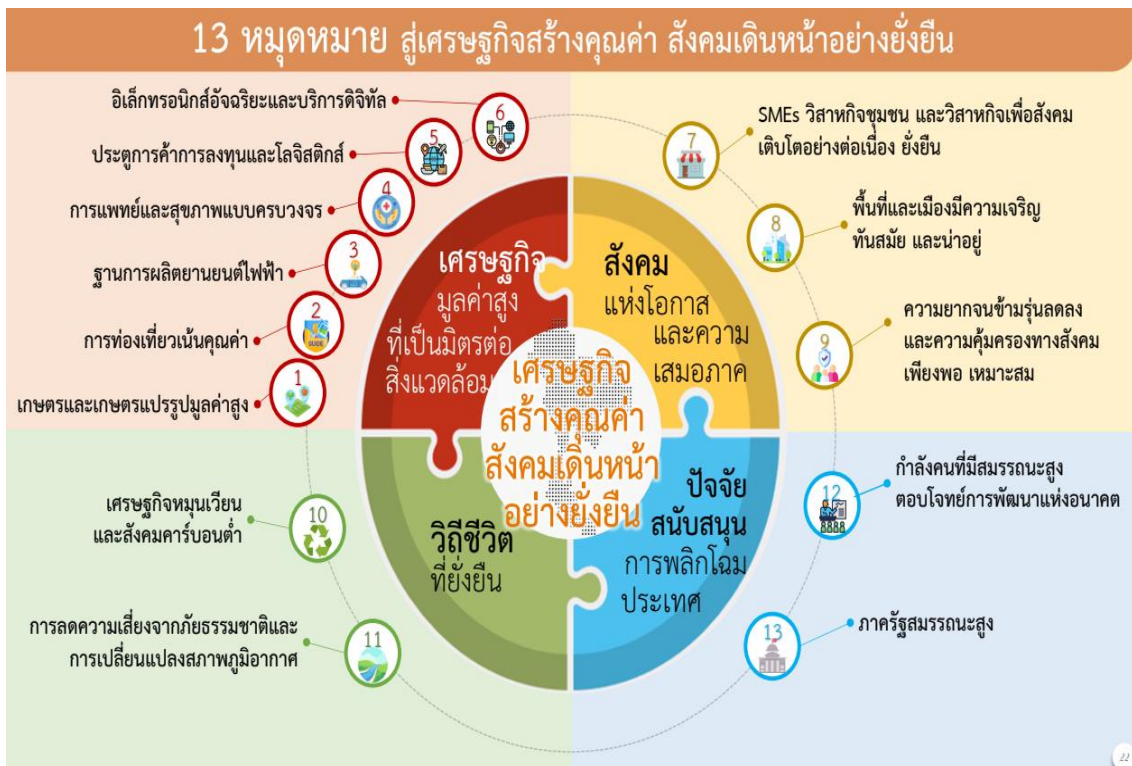 13 หมุดหมาย สู่เศรษฐกิจสร้างคุณค่า สังคมเดินหน้าอย่างยั่งยืน
อิเล็กทรอนิกส์อัจฉริยะและบริการดิจิทัล
6
ประตูการค้าการลงทุนและโลจิสติกส์
5
การแพทย์และสุขภาพแบบครบวงจร
4
ฐานการผลิตยานยนต์ไฟฟ้า
3
การท่องเที่ยวเน้นคุณค่า
2
GUIDE
เกษตรและเกษตรแปรรูปมูลค่าสูง
1
7
SMEs วิสาหกิจชุมชน และวิสาหกิจเพื่อสังคม
เติบโตอย่างต่อเนื่อง ยั่งยืน
8
พื้นที่และเมืองมีความเจริญ
ทันสมัย และน่าอยู่
9
ความยากจนข้ามรุ่นลดลง
และความคุ้มครองทางสังคม
เพียงพอ เหมาะสม
เศรษฐกิจ
มูลค่าสูง
ที่เป็นมิตรต่อ
สิ่งแวดล้อม
สังคม
แห่งโอกาส
และความ
เสมอภาค
เศรษฐกิจ
สร้างคุณค่า
สังคมเดินหน้า
อย่างยั่งยืน
วิถีชีวิต
ที่ยั่งยืน
ปัจจัย
สนับสนุน
การพลิกโฉม
ประเทศ
เศรษฐกิจหมุนเวียน
และสังคมคาร์บอนต่ำ
10
การลดความเสี่ยงจากภัยธรรมชาติและ
การเปลี่ยนแปลงสภาพภูมิอากาศ
11
12
กำลังคนที่มีสมรรถนะสูง
ตอบโจทย์การพัฒนาแห่งอนาคต
13
ภาครัฐสมรรถนะสูง
22